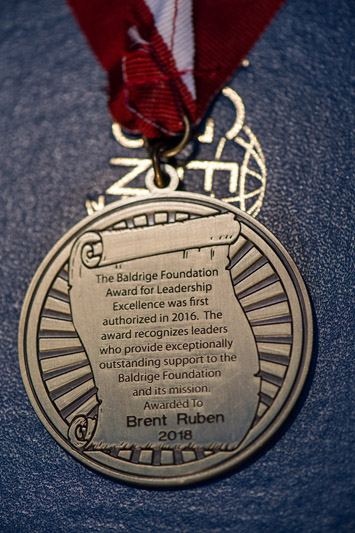 The Baldrige Foundation
Award for Leadership
Excellence was first
authorized in 2016. The
award recognizes leaders
who provide exceptionally
outstanding support to the
Baldrige Foundation
and its mission.
Awarded To
Brent Ruben
2018